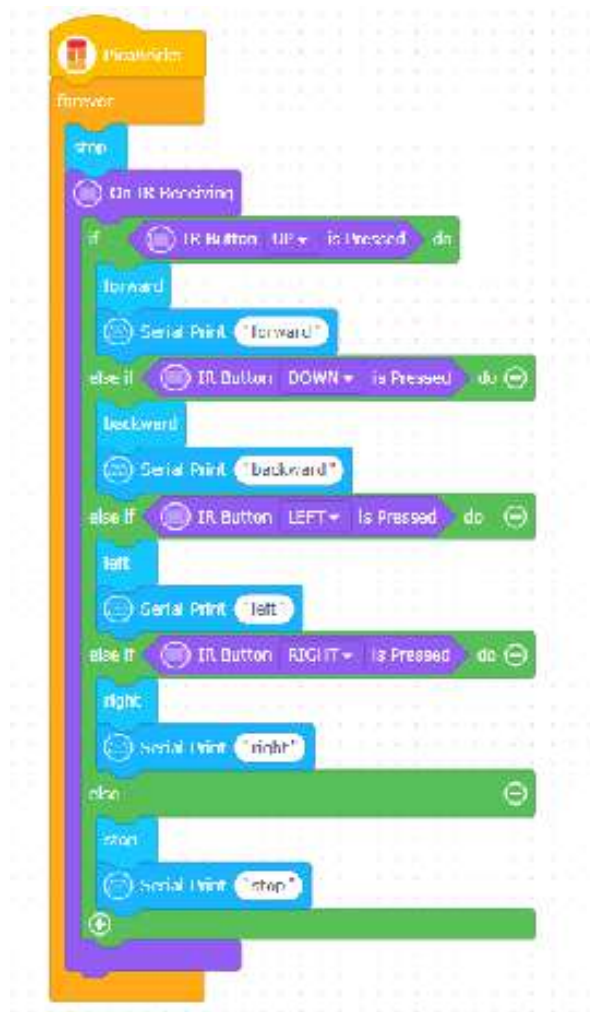 PicoBricks
forever
stop
On IR Receiving
if IR Button UP is Pressed do
forward
Serial Print "forward"
else if IR Button DOWN is Pressed do
backward
Serial Print "backward"
else if IR Button LEFT is Pressed do
left
Serial Print "left"
else if IR Button RIGHT is Pressed do
right
Serial Print "right"
else
stop
Serial Print "stop"